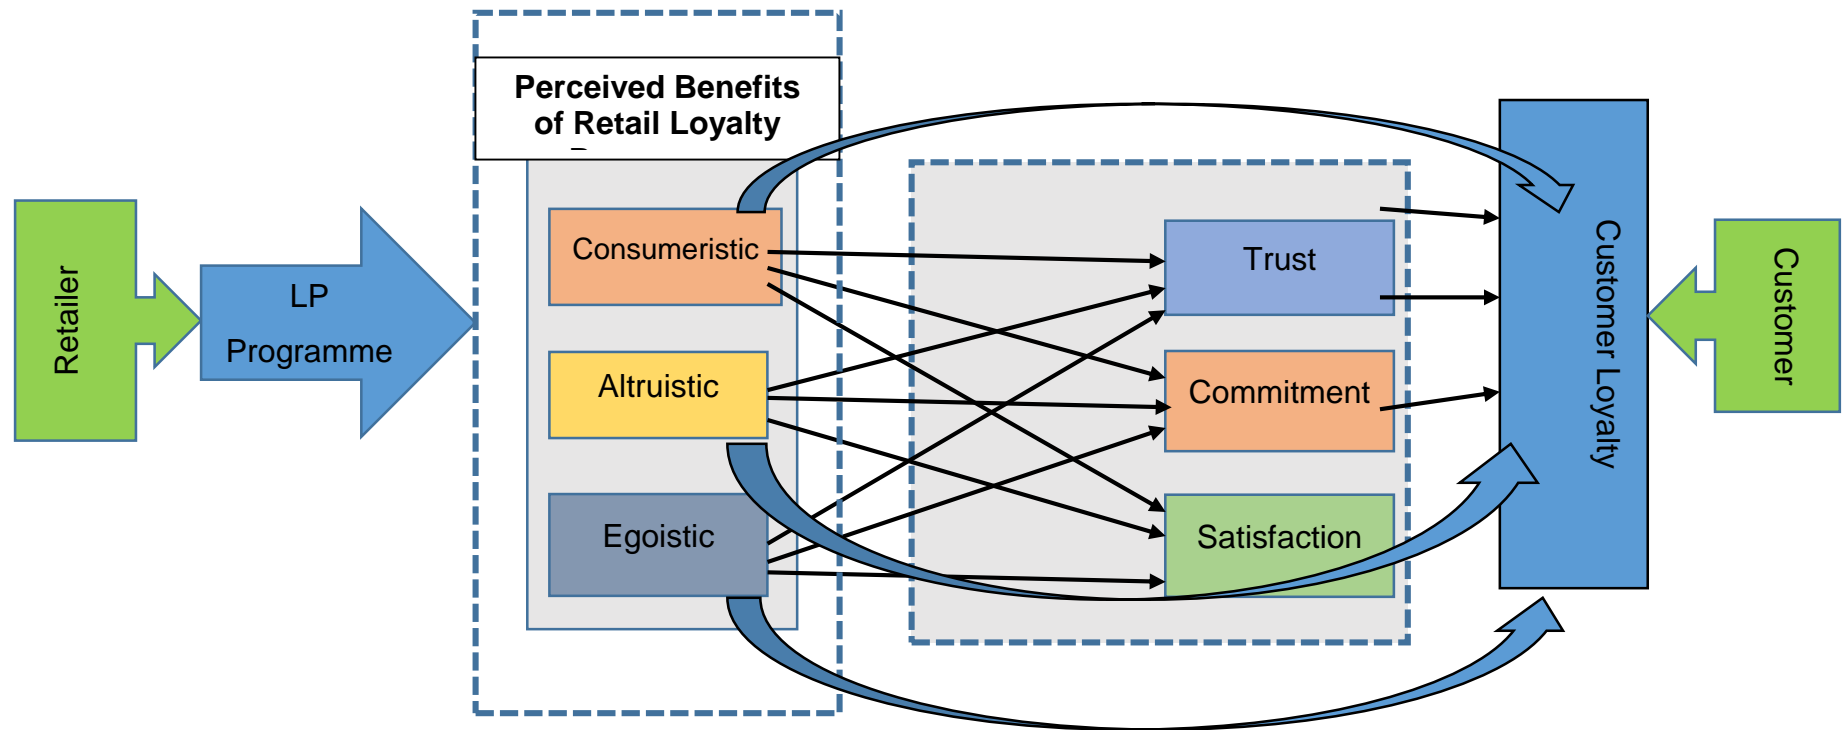 Perceived Benefits
of Retail Loyalty
Retailer
LP
Programme
Consumeristic
Altruistic
Egoistic
Trust
Commitment
Satisfaction
Customer Loyalty
Customer